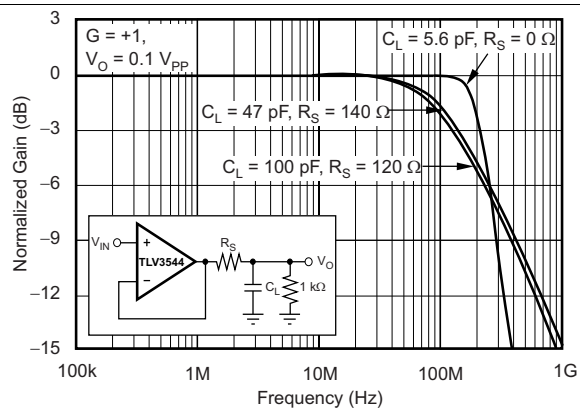 G = +1,
V_O = 0.1 V_PP
C_L = 5.6 pF, R_S = 0 Ω
C_L = 47 pF, R_S = 140 Ω
C_L = 100 pF, R_S = 120 Ω
Normalized Gain (dB)
3
0
−3
−6
−9
−12
−15
V_IN
+
−
TLV3544
R_S
V_O
C_L
1 kΩ
100k
1M
10M
100M
1G
Frequency (Hz)